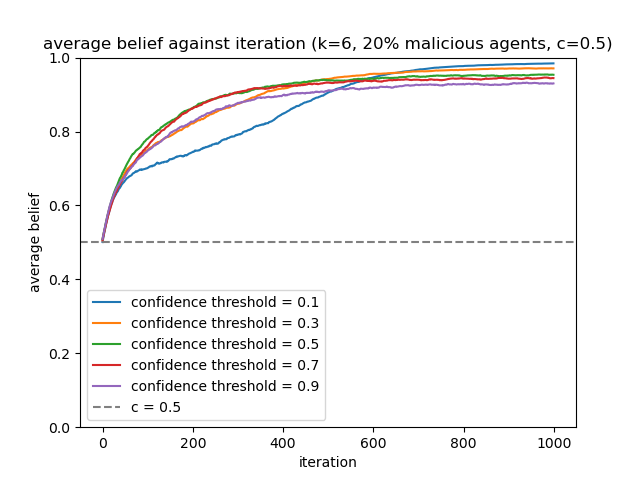 average belief against iteration (k=6, 20% malicious agents, c=0.5)
1.0
0.8
0.6
0.4
0.2
0.0
average belief
confidence threshold = 0.1
confidence threshold = 0.3
confidence threshold = 0.5
confidence threshold = 0.7
confidence threshold = 0.9
c = 0.5
0 200 400 600 800 1000
iteration